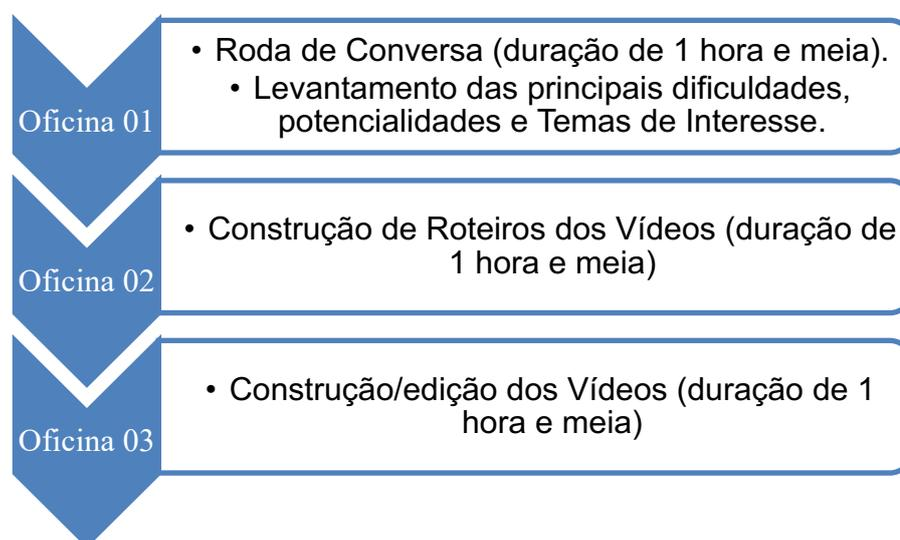 Oficina 01
• Roda de Conversa (duração de 1 hora e meia).
• Levantamento das principais dificuldades,
potencialidades e Temas de Interesse.
Oficina 02
• Construção de Roteiros dos Vídeos (duração de
1 hora e meia)
Oficina 03
• Construção/edição dos Vídeos (duração de 1
hora e meia)